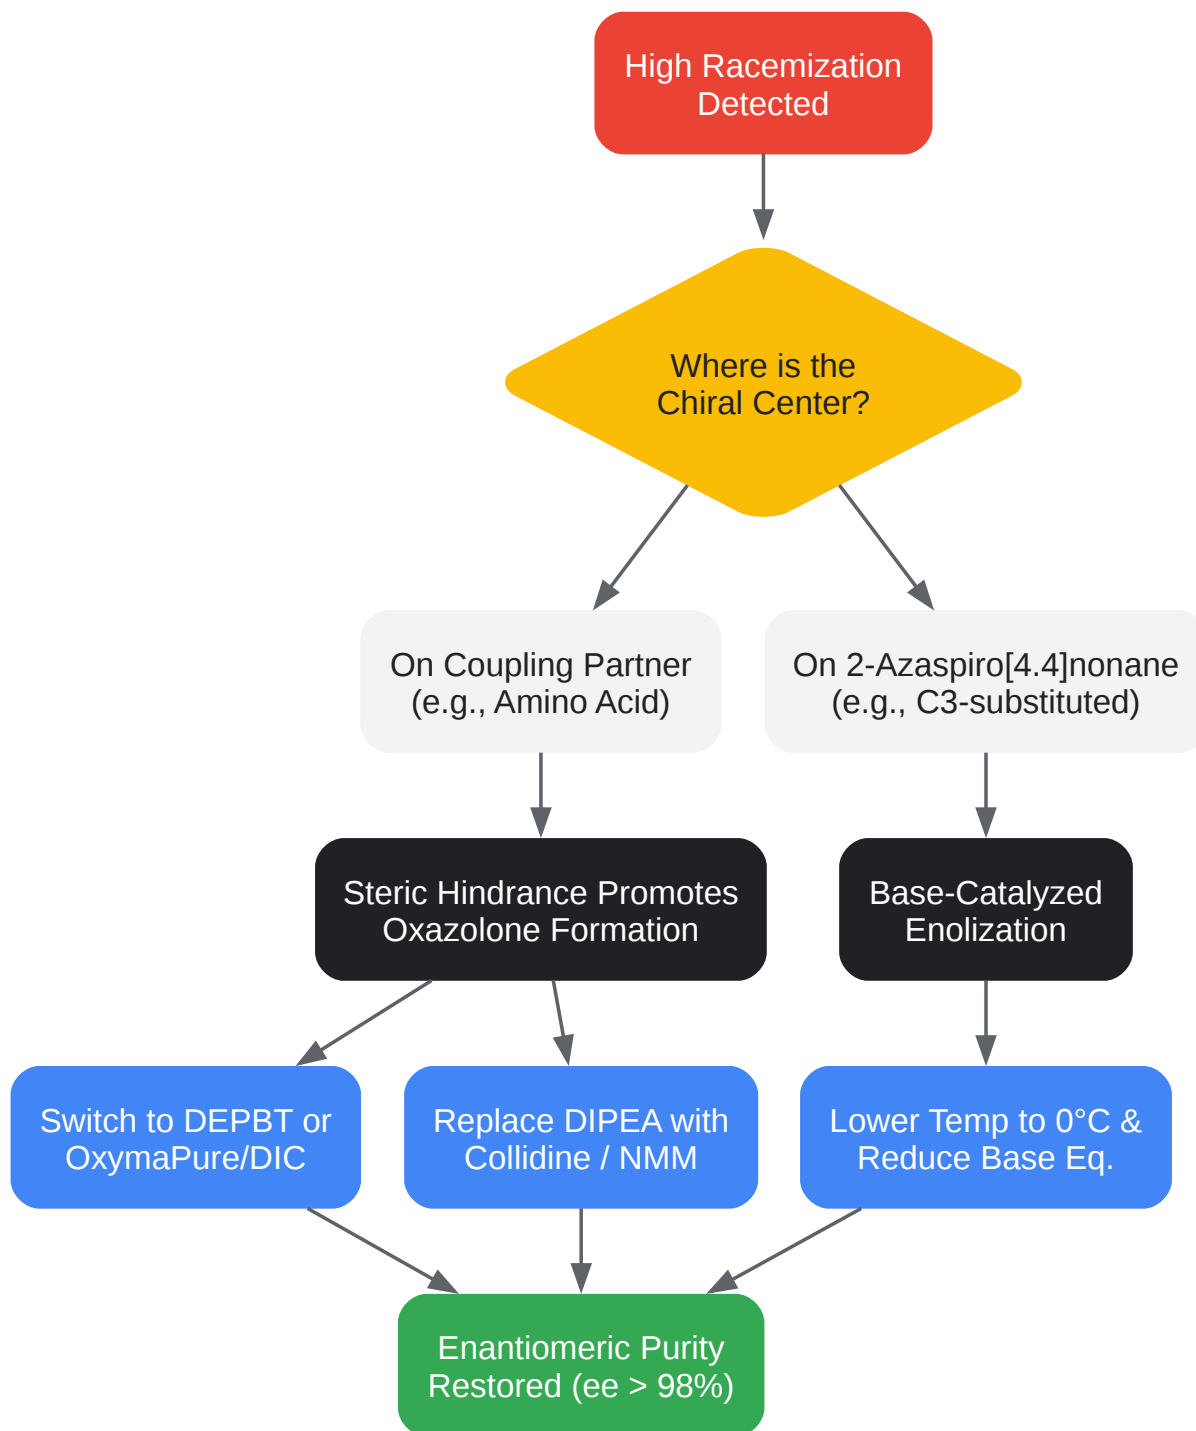 High Racemization
Detected
Where is the
Chiral Center?
On Coupling Partner
(e.g., Amino Acid)
On 2-Azaspiro[4.4]nonane
(e.g., C3-substituted)
Steric Hindrance Promotes
Oxazolone Formation
Base-Catalyzed
Enolization
Switch to DEPBT or
OxymaPure/DIC
Replace DIPEA with
Collidine / NMM
Lower Temp to 0°C &
Reduce Base Eq.
Enantiomeric Purity
Restored (ee > 98%)